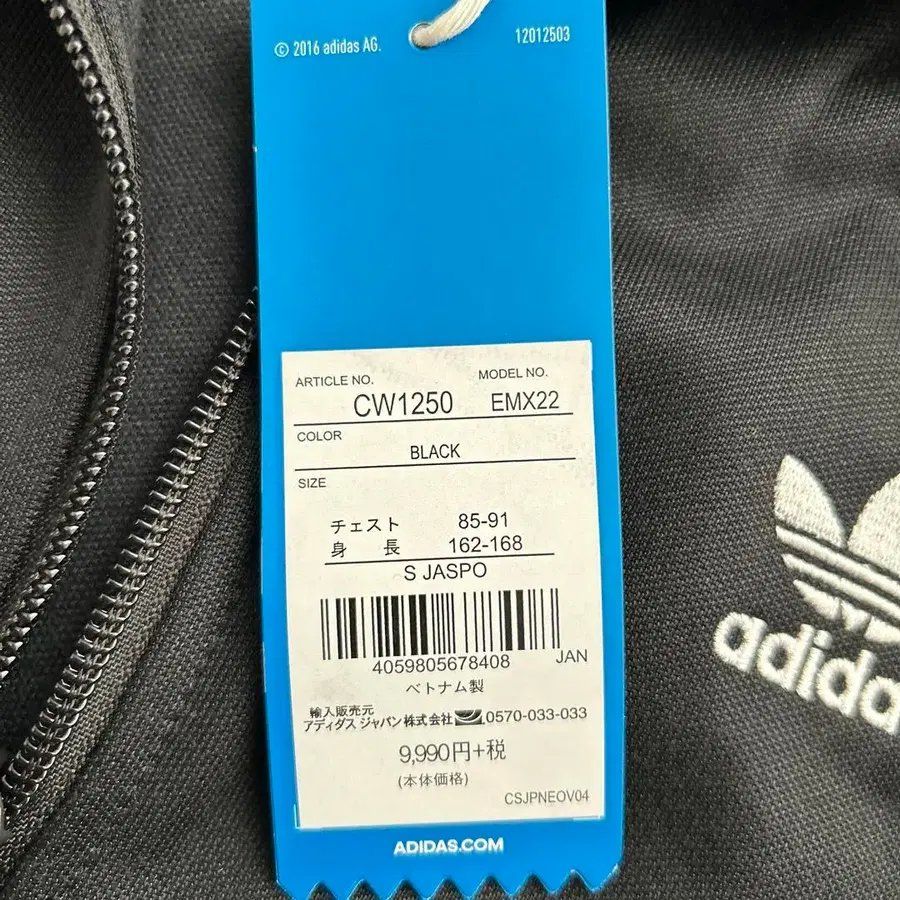 © 2016 adidas AG.
12012503
ARTICLE NO.
MODEL NO.
CW1250
EMX22
COLOR
BLACK
SIZE
チェスト 85-91
身 長 162-168
S JASPO
4059805678408 JAN
ベトナム製
輸入販売元
アディダス ジャパン株式会社 0570-033-033
9,990円+税
(本体価格)
CSJPNEOV04
ADIDAS.COM
adidas